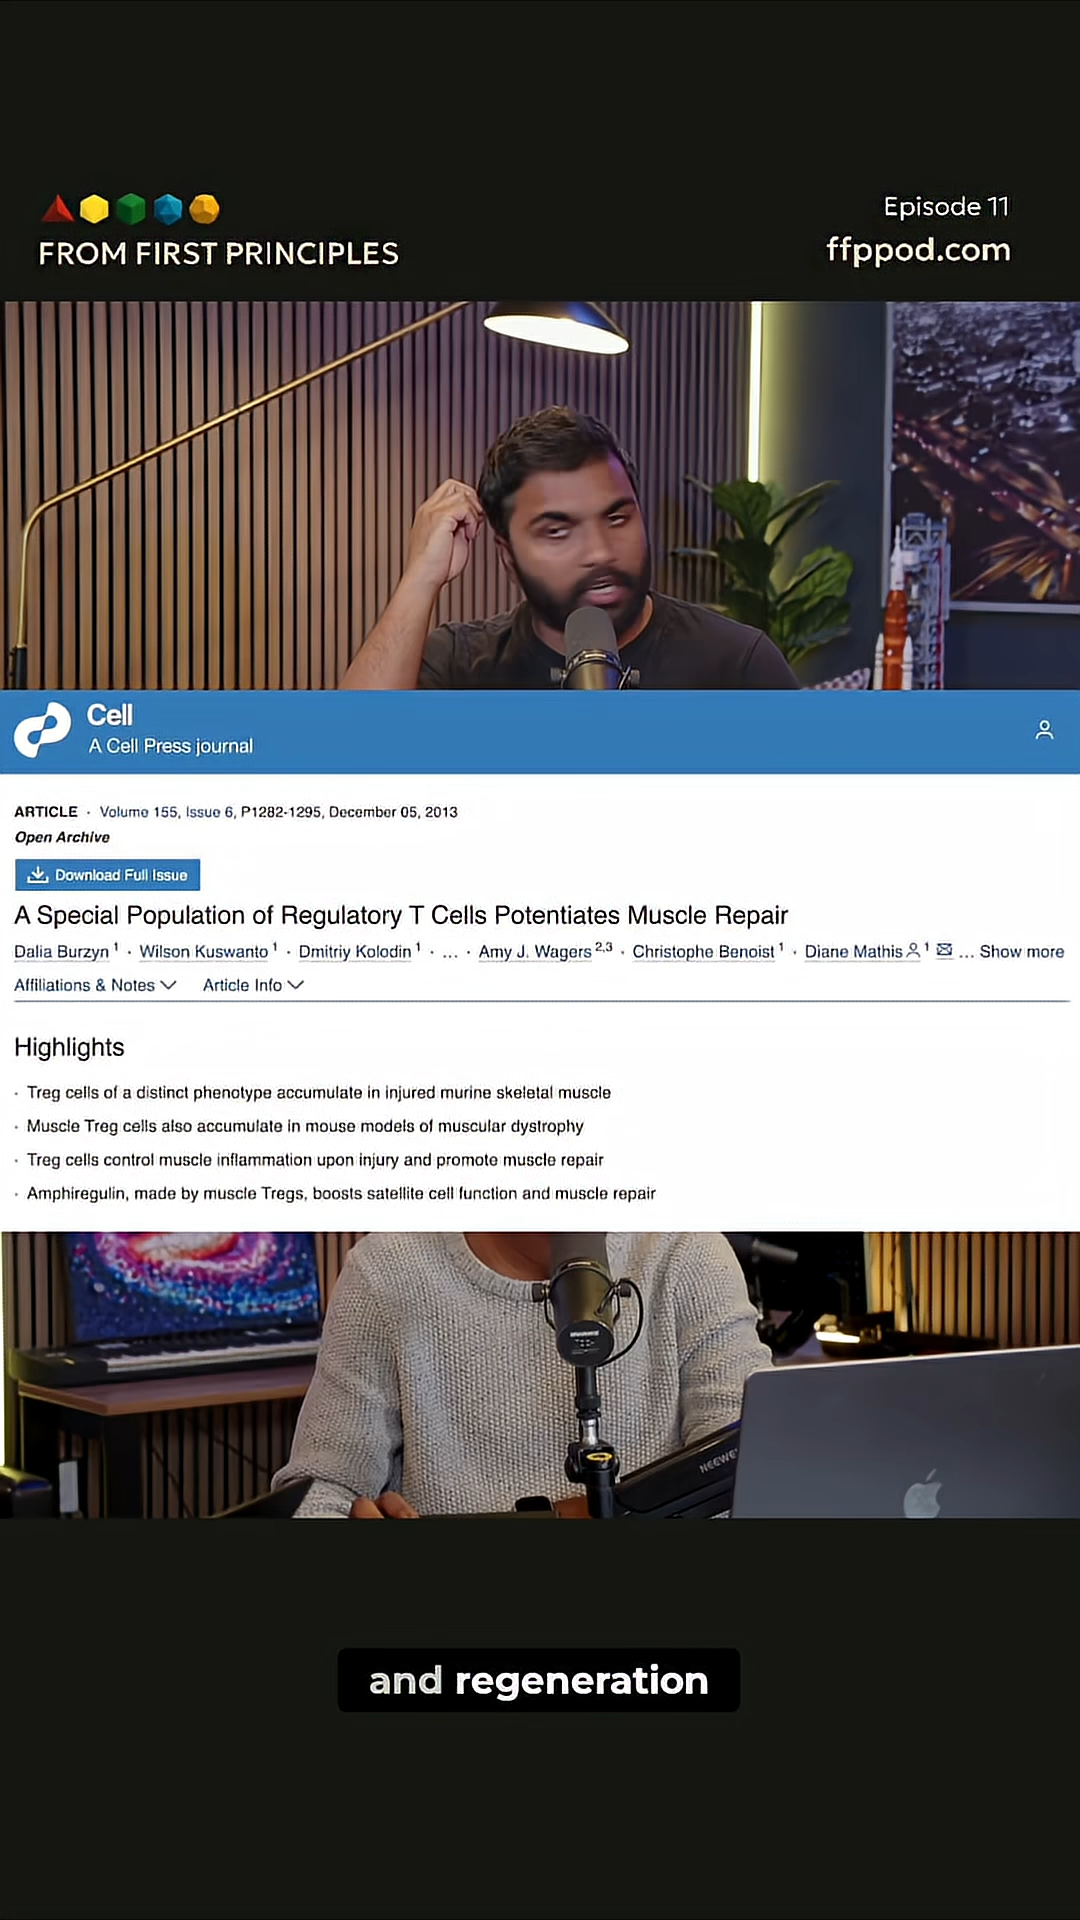 Episode 11
FROM FIRST PRINCIPLES
ffppod.com
Cell
A Cell Press journal
ARTICLE · Volume 155, Issue 6, P1282-1295, December 05, 2013
Open Archive
Download Full Issue
A Special Population of Regulatory T Cells Potentiates Muscle Repair
Dalia Burzyn 1 · Wilson Kuswanto 1 · Dmitriy Kolodin 1 · ... · Amy J. Wagers 2,3 · Christophe Benoist 1 · Diane Mathis 1 ... Show more
Affiliations & Notes Article Info
Highlights
· Treg cells of a distinct phenotype accumulate in injured murine skeletal muscle
· Muscle Treg cells also accumulate in mouse models of muscular dystrophy
· Treg cells control muscle inflammation upon injury and promote muscle repair
· Amphiregulin, made by muscle Tregs, boosts satellite cell function and muscle repair
NEEWER
and regeneration